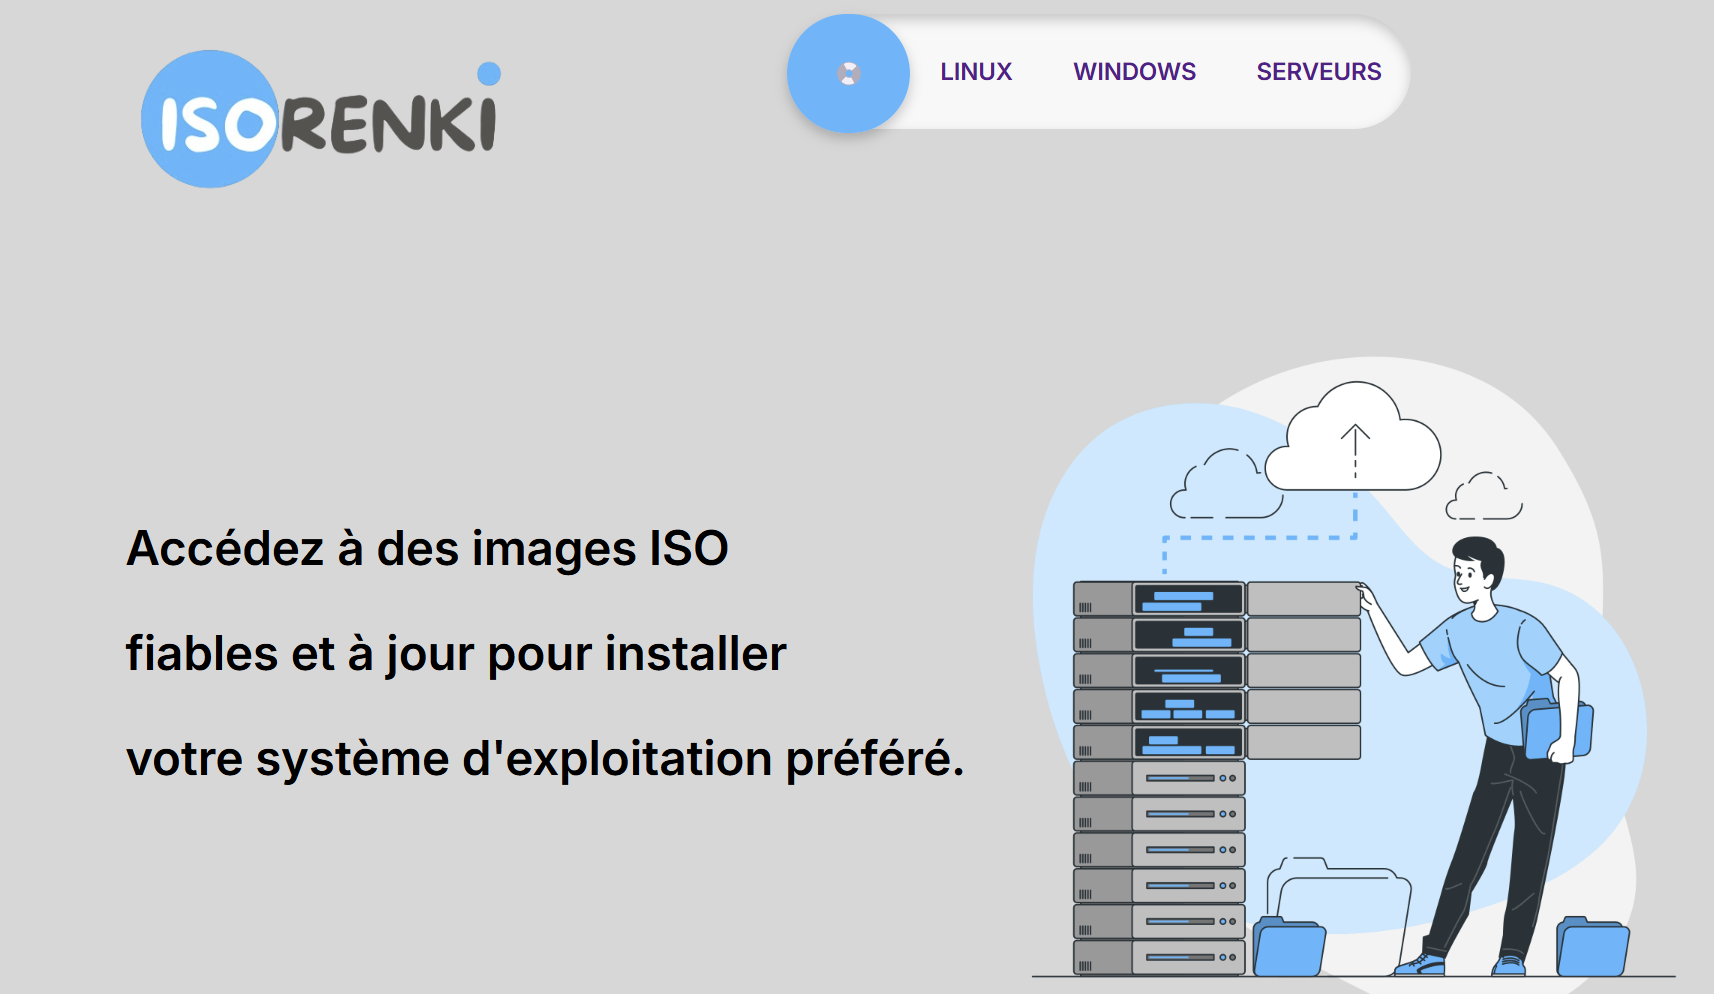 ISORENKI
LINUX WINDOWS SERVEURS
Accédez à des images ISO
fiables et à jour pour installer
votre système d'exploitation préféré.